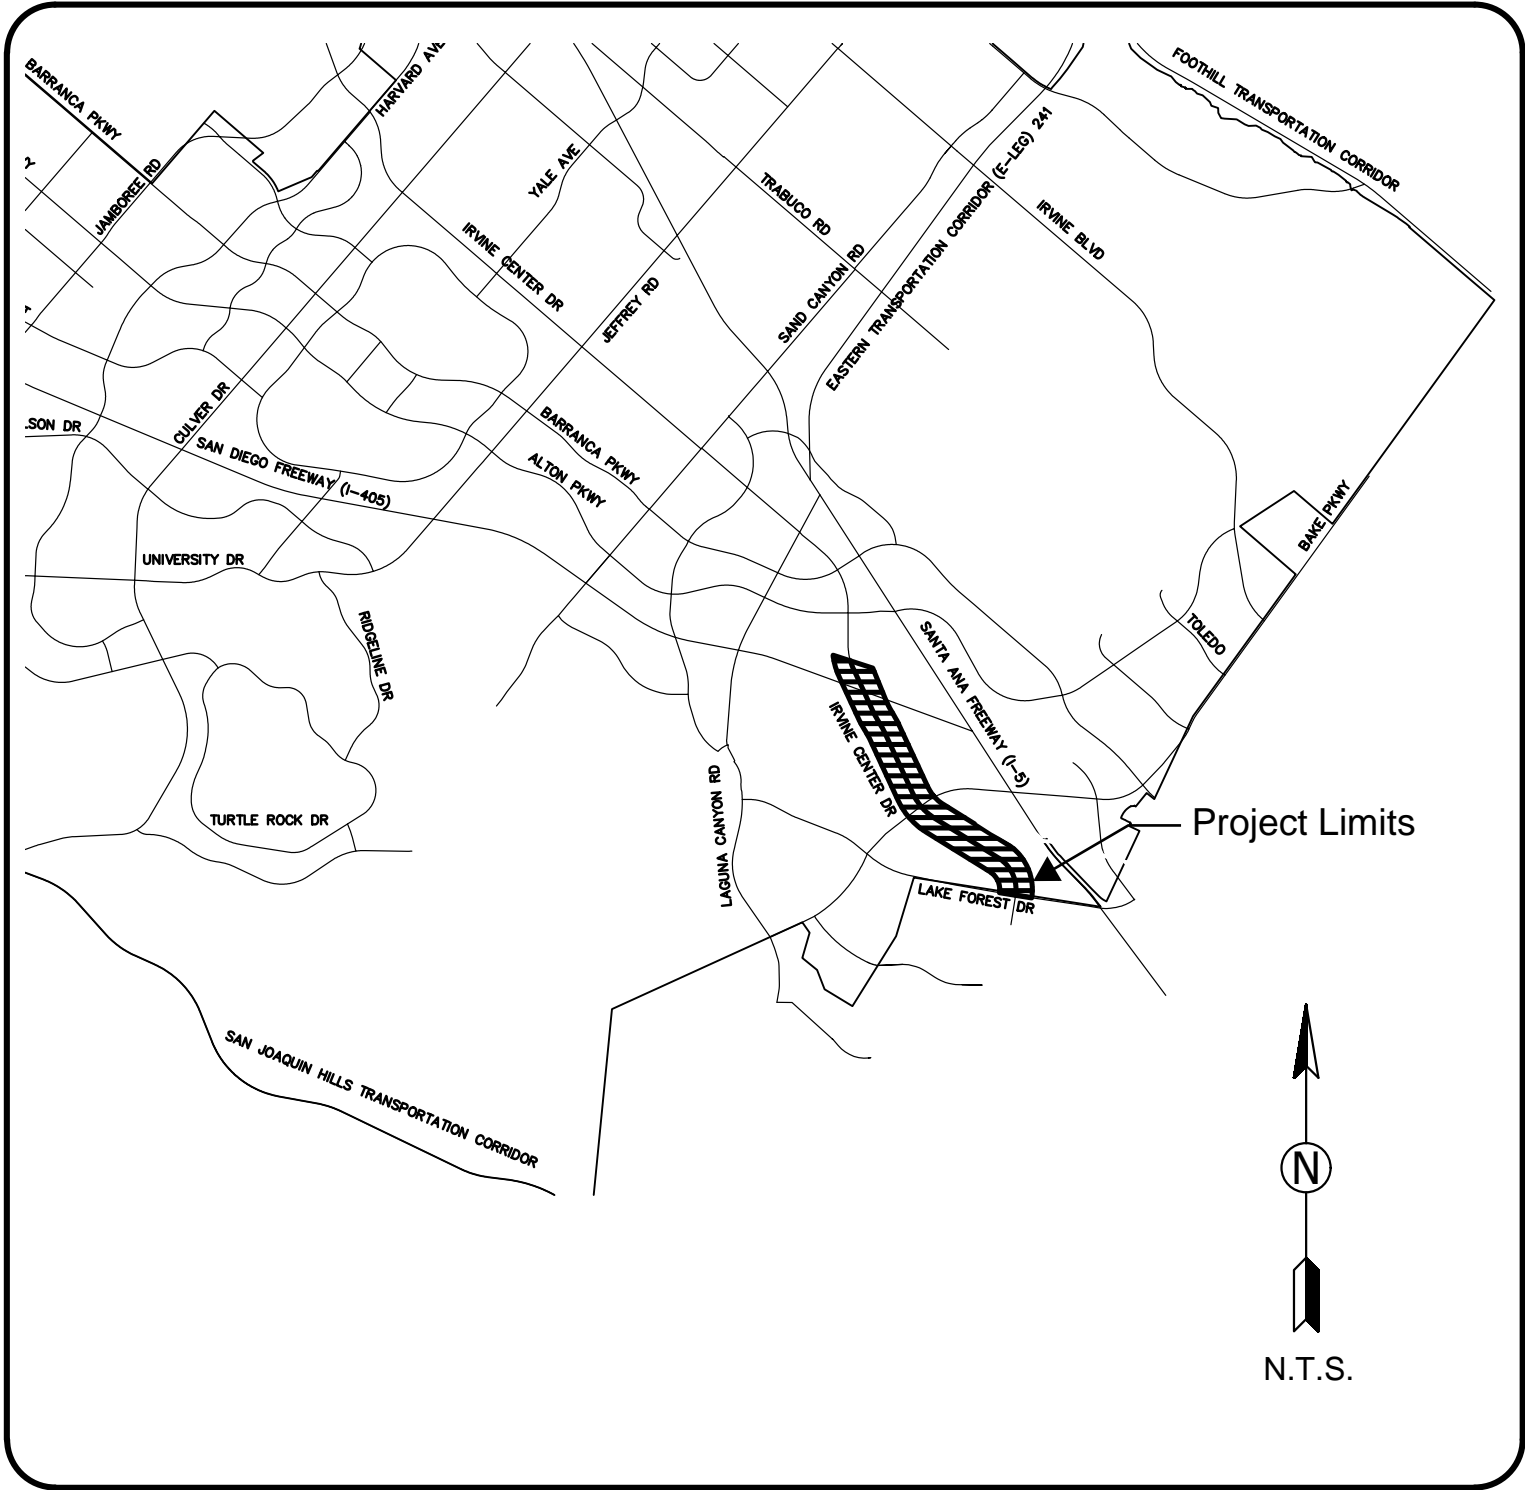 BARRANCA PKWY
HARVARD AVE
FOOTHILL TRANSPORTATION CORRIDOR
JAMBOREE RD
YALE AVE
TRABUCO RD
EASTERN TRANSPORTATION CORRIDOR (E-LEG) 241
IRVINE BLVD
IRVINE CENTER DR
SAND CANYON RD
JEFFREY RD
CULVER DR
LSON DR
SAN DIEGO FREEWAY (I-405)
BARRANCA PKWY
ALTON PKWY
BAKE PKWY
UNIVERSITY DR
RIDGELINE DR
TOLEDO
SANTA ANA FREEWAY (I-5)
IRVINE CENTER DR
LAGUNA CANYON RD
TURTLE ROCK DR
Project Limits
LAKE FOREST DR
SAN JOAQUIN HILLS TRANSPORTATION CORRIDOR
N
N.T.S.